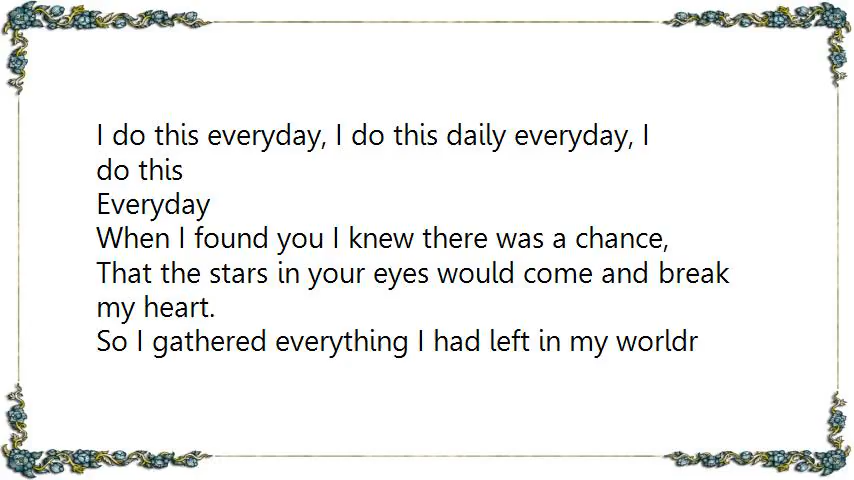 I do this everyday, I do this daily everyday, I
do this
Everyday
When I found you I knew there was a chance,
That the stars in your eyes would come and break
my heart.
So I gathered everything I had left in my worldr